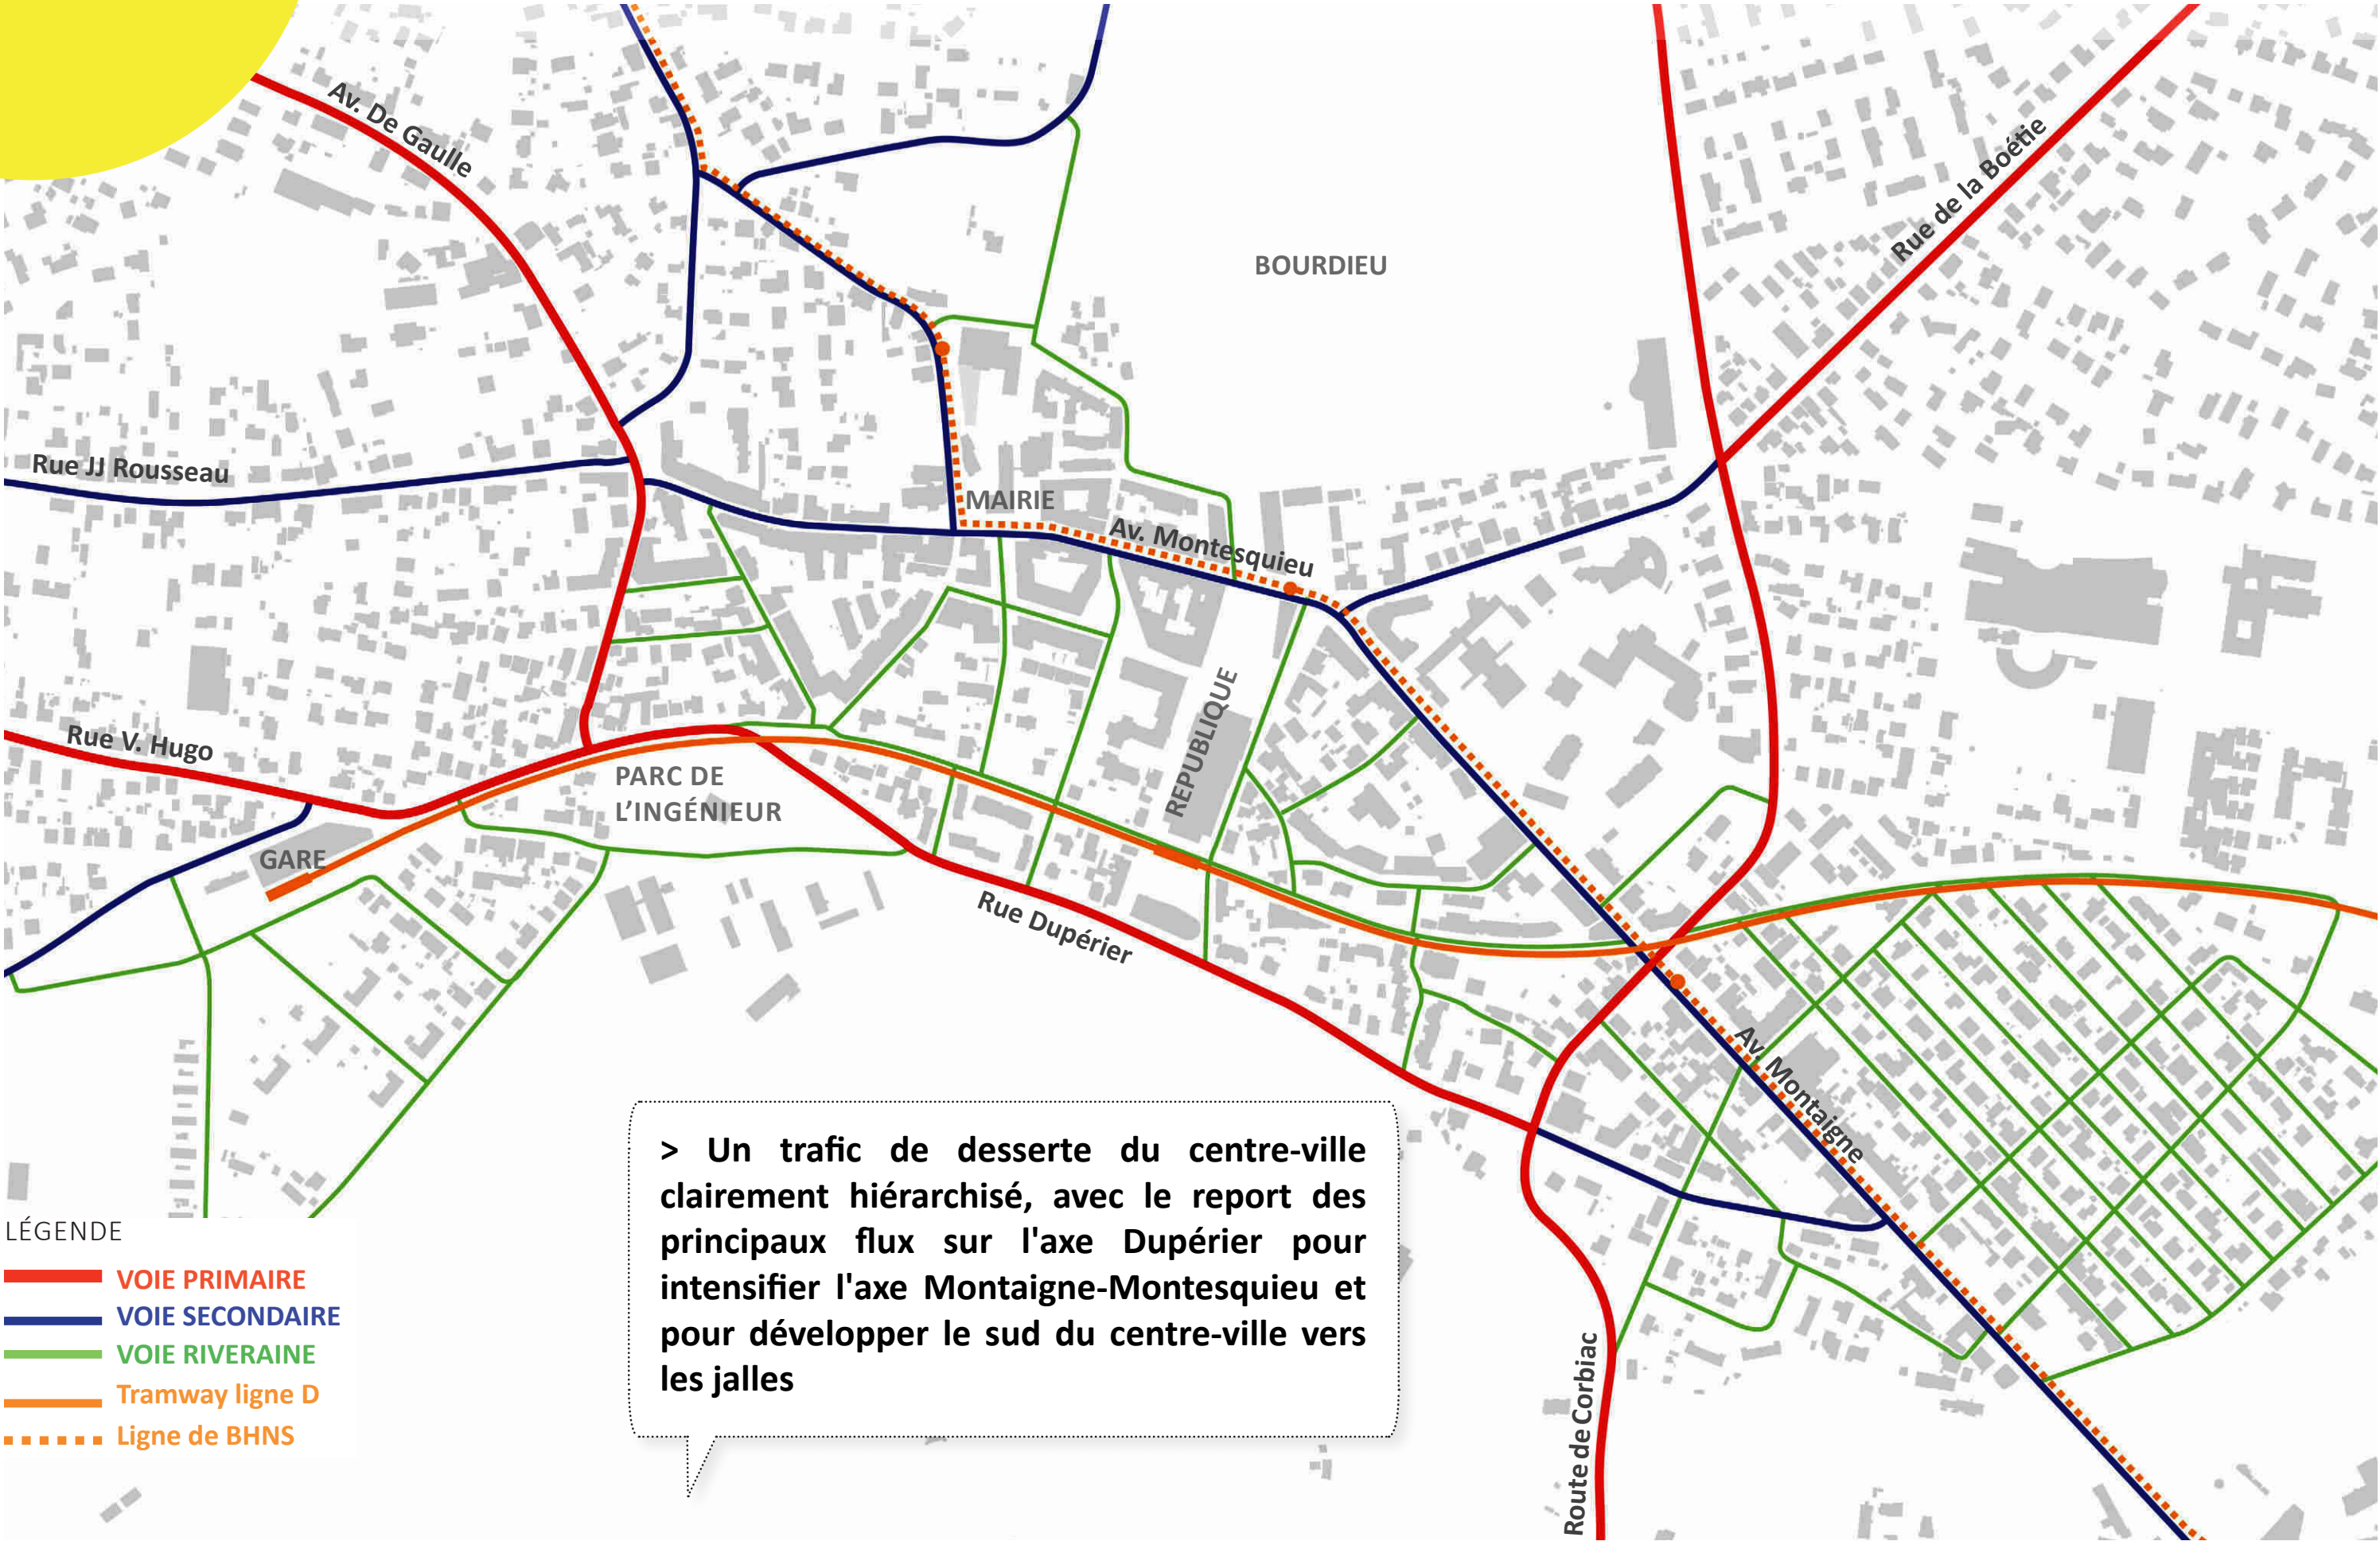 Av. De Gaulle
Rue de la Boétie
BOURDIEU
Rue JJ Rousseau
MAIRIE
Av. Montesquieu
REPUBLIQUE
Rue V. Hugo
PARC DE
L'INGÉNIEUR
GARE
Rue Dupérier
Av. Montaigne
Route de Corbiac
> Un trafic de desserte du centre-ville
clairement hiérarchisé, avec le report des
principaux flux sur l'axe Dupérier pour
intensifier l'axe Montaigne-Montesquieu et
pour développer le sud du centre-ville vers
les jalles
LÉGENDE
VOIE PRIMAIRE
VOIE SECONDAIRE
VOIE RIVERAINE
Tramway ligne D
Ligne de BHNS